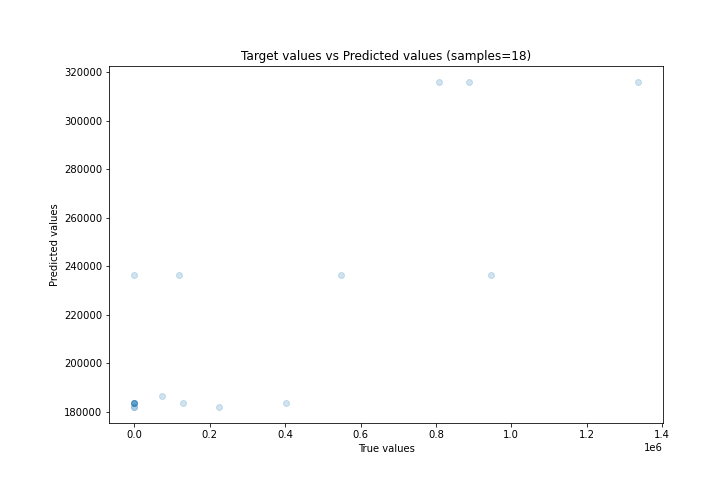 Target values vs Predicted values (samples=18)
320000
300000
280000
260000
240000
220000
200000
180000
Predicted values
0.0 0.2 0.4 0.6 0.8 1.0 1.2 1.4
1e6
True values